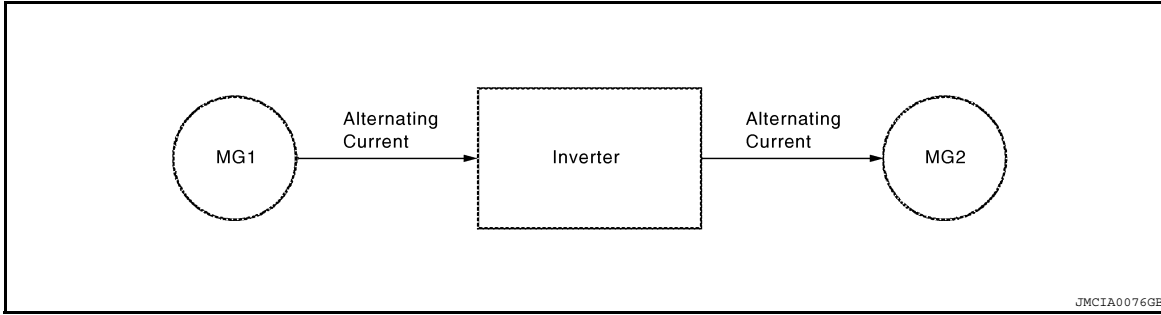 Alternating
Current
Alternating
Current
MG1
Inverter
MG2
JMCIA0076GB